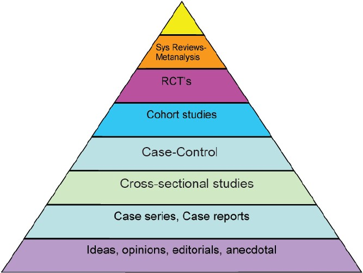 Sys Reviews-
Metanalysis
RCT's
Cohort studies
Case-Control
Cross-sectional studies
Case series, Case reports
Ideas, opinions, editorials, anecdotal